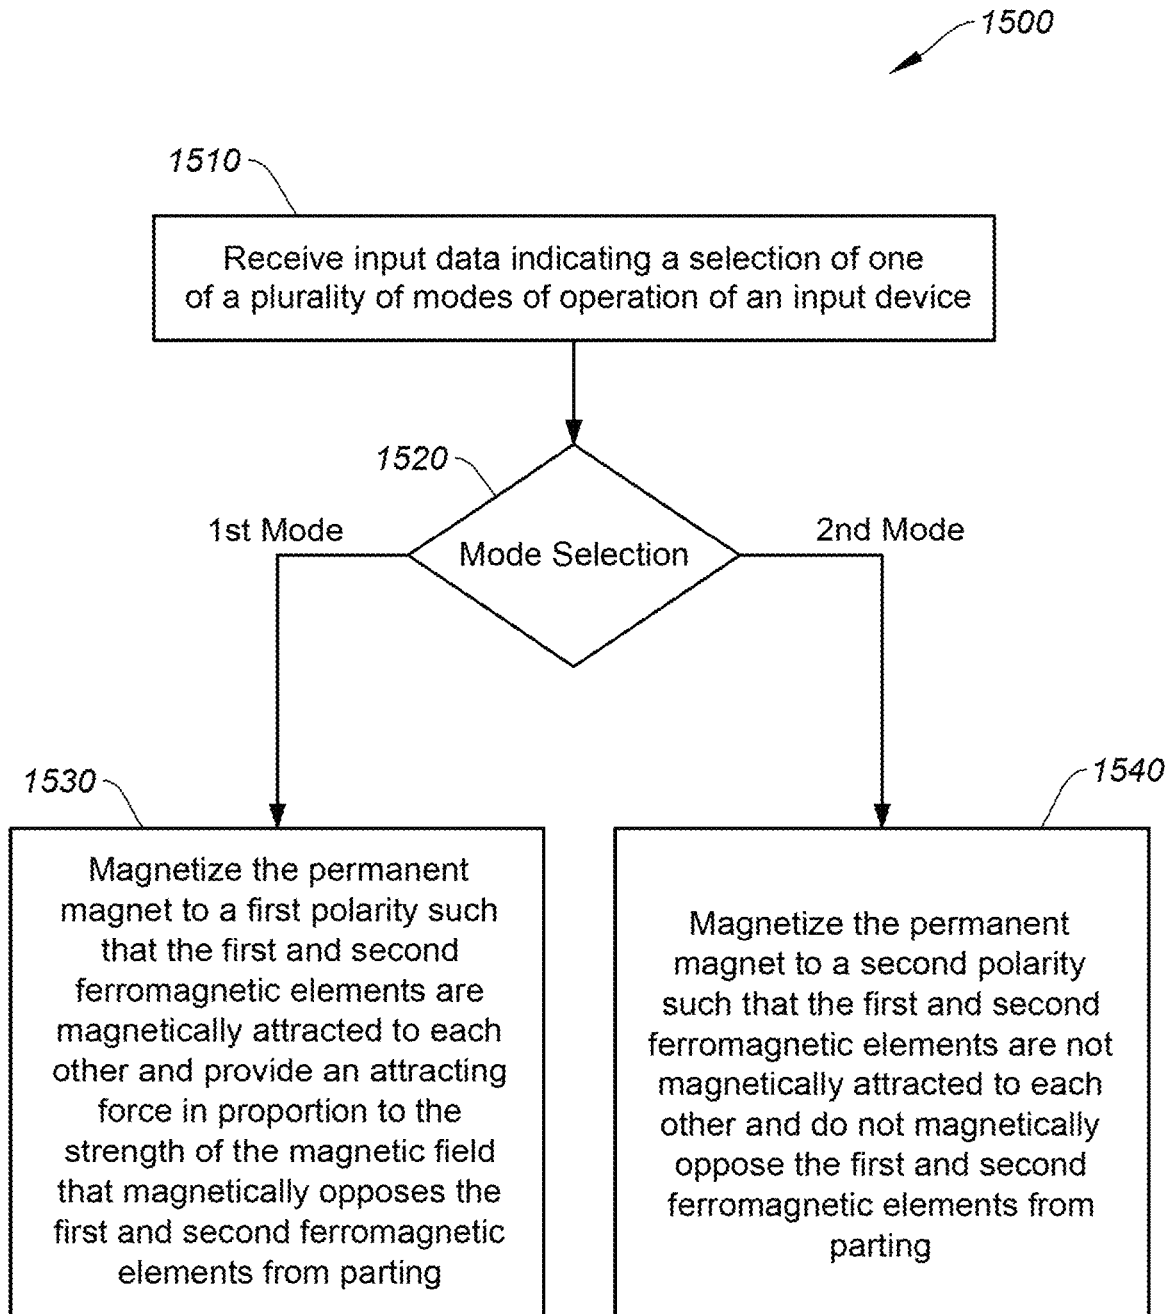 1500
1510
Receive input data indicating a selection of one
of a plurality of modes of operation of an input device
1520
1st Mode
Mode Selection
2nd Mode
1530
Magnetize the permanent
magnet to a first polarity such
that the first and second
ferromagnetic elements are
magnetically attracted to each
other and provide an attracting
force in proportion to the
strength of the magnetic field
that magnetically opposes the
first and second ferromagnetic
elements from parting
1540
Magnetize the permanent
magnet to a second polarity
such that the first and second
ferromagnetic elements are not
magnetically attracted to each
other and do not magnetically
oppose the first and second
ferromagnetic elements from
parting